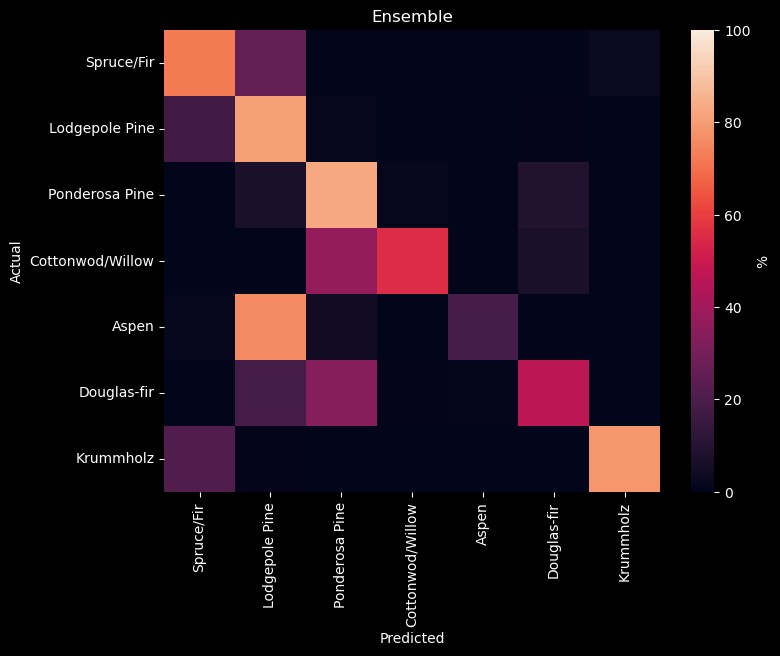 Ensemble
Actual
Spruce/Fir
Lodgepole Pine
Ponderosa Pine
Cottonwod/Willow
Aspen
Douglas-fir
Krummholz
Spruce/Fir
Lodgepole Pine
Ponderosa Pine
Cottonwod/Willow
Aspen
Douglas-fir
Krummholz
Predicted
100
80
60
40
20
0
%